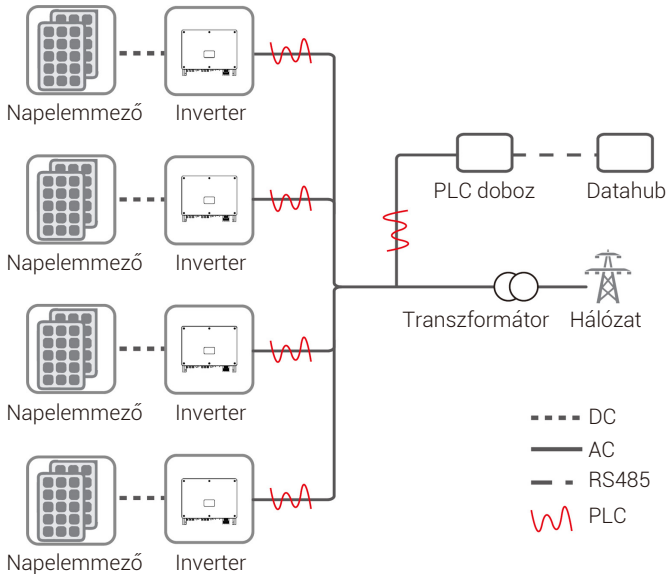 Napelemmező Inverter
PLC doboz Datahub
Napelemmező Inverter
Transzformátor Hálózat
Napelemmező Inverter
DC
AC
RS485
PLC
Napelemmező Inverter